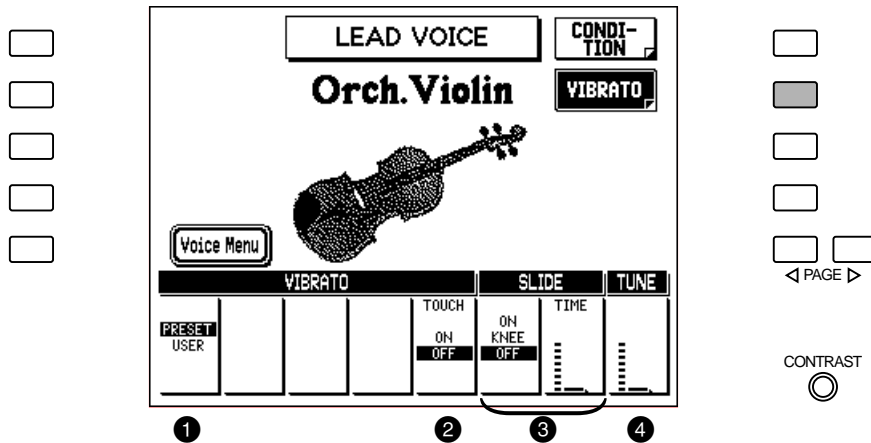 LEAD VOICE
CONDI-
TION
Orch.Violin
VIBRATO
Voice Menu
VIBRATO
SLIDE
TUNE
PRESET
USER
TOUCH
ON
OFF
ON
KNEE
OFF
TIME
PAGE
CONTRAST
1
2
3
4